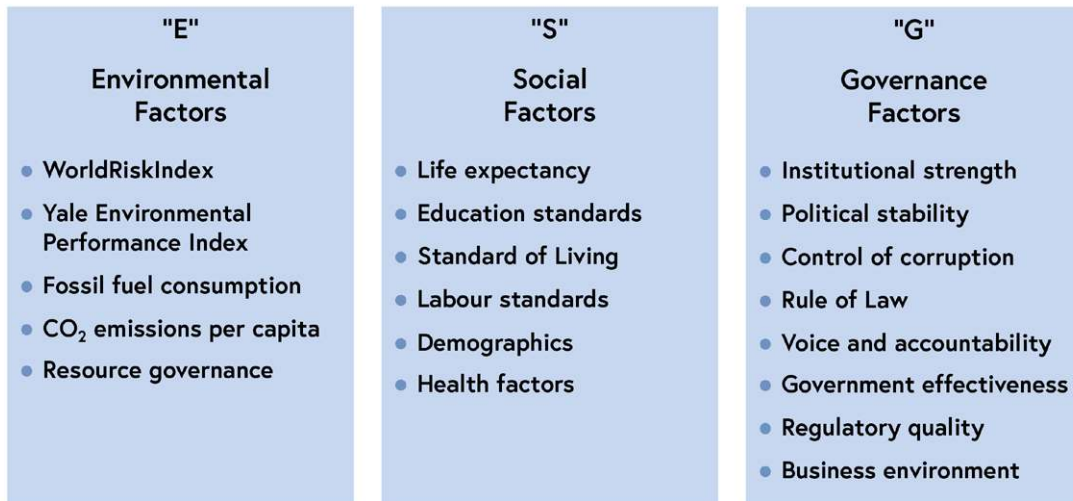 "E"
Environmental
Factors
WorldRiskIndex
Yale Environmental
Performance Index
Fossil fuel consumption
CO₂ emissions per capita
Resource governance
"S"
Social
Factors
Life expectancy
Education standards
Standard of Living
Labour standards
Demographics
Health factors
"G"
Governance
Factors
Institutional strength
Political stability
Control of corruption
Rule of Law
Voice and accountability
Government effectiveness
Regulatory quality
Business environment